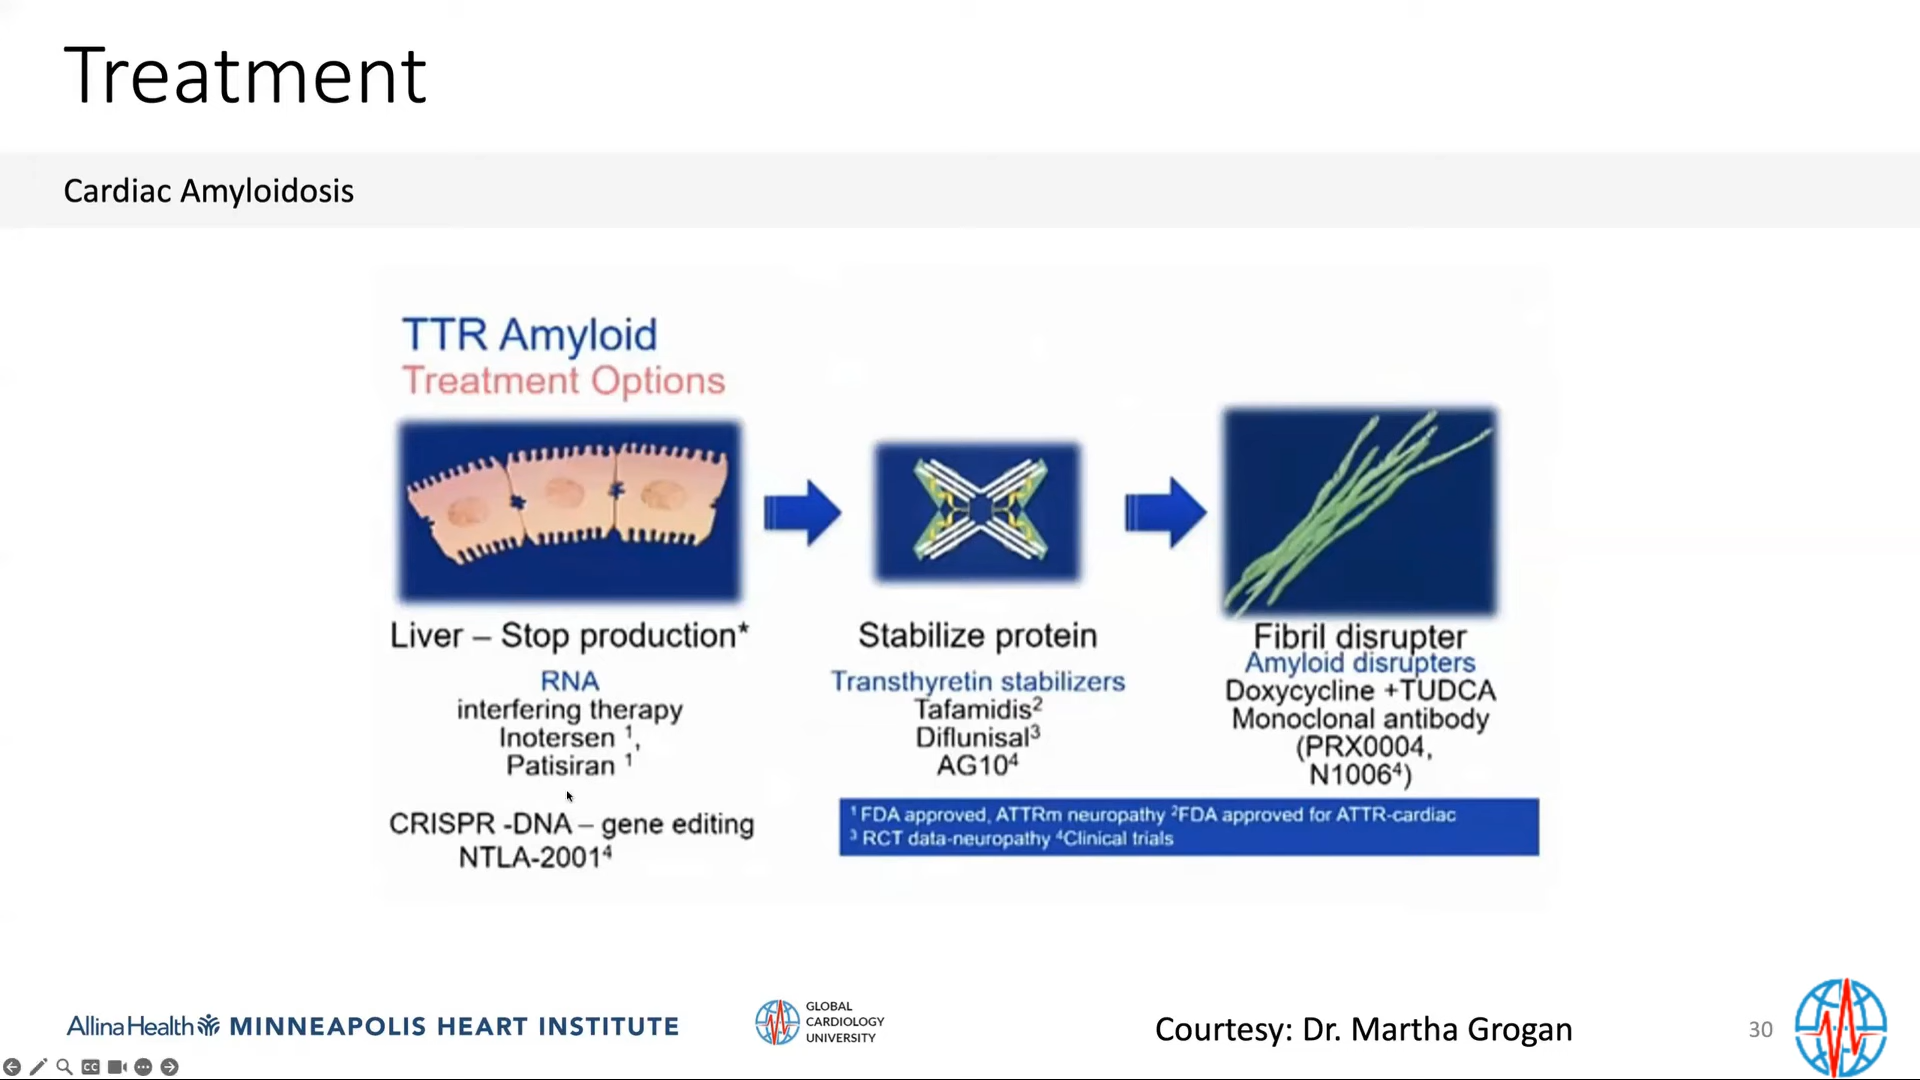 Treatment
Cardiac Amyloidosis
TTR Amyloid
Treatment Options
Liver – Stop production*
RNA
interfering therapy
Inotersen ¹,
Patisiran ¹
CRISPR -DNA – gene editing
NTLA-2001⁴
Stabilize protein
Transthyretin stabilizers
Tafamidis²
Diflunisal³
AG10⁴
Fibril disrupter
Amyloid disrupters
Doxycycline +TUDCA
Monoclonal antibody
(PRX0004,
N1006⁴)
¹ FDA approved, ATTRm neuropathy ²FDA approved for ATTR-cardiac
³ RCT data-neuropathy ⁴Clinical trials
Allina Health MINNEAPOLIS HEART INSTITUTE
GLOBAL
CARDIOLOGY
UNIVERSITY
Courtesy: Dr. Martha Grogan
30
CC